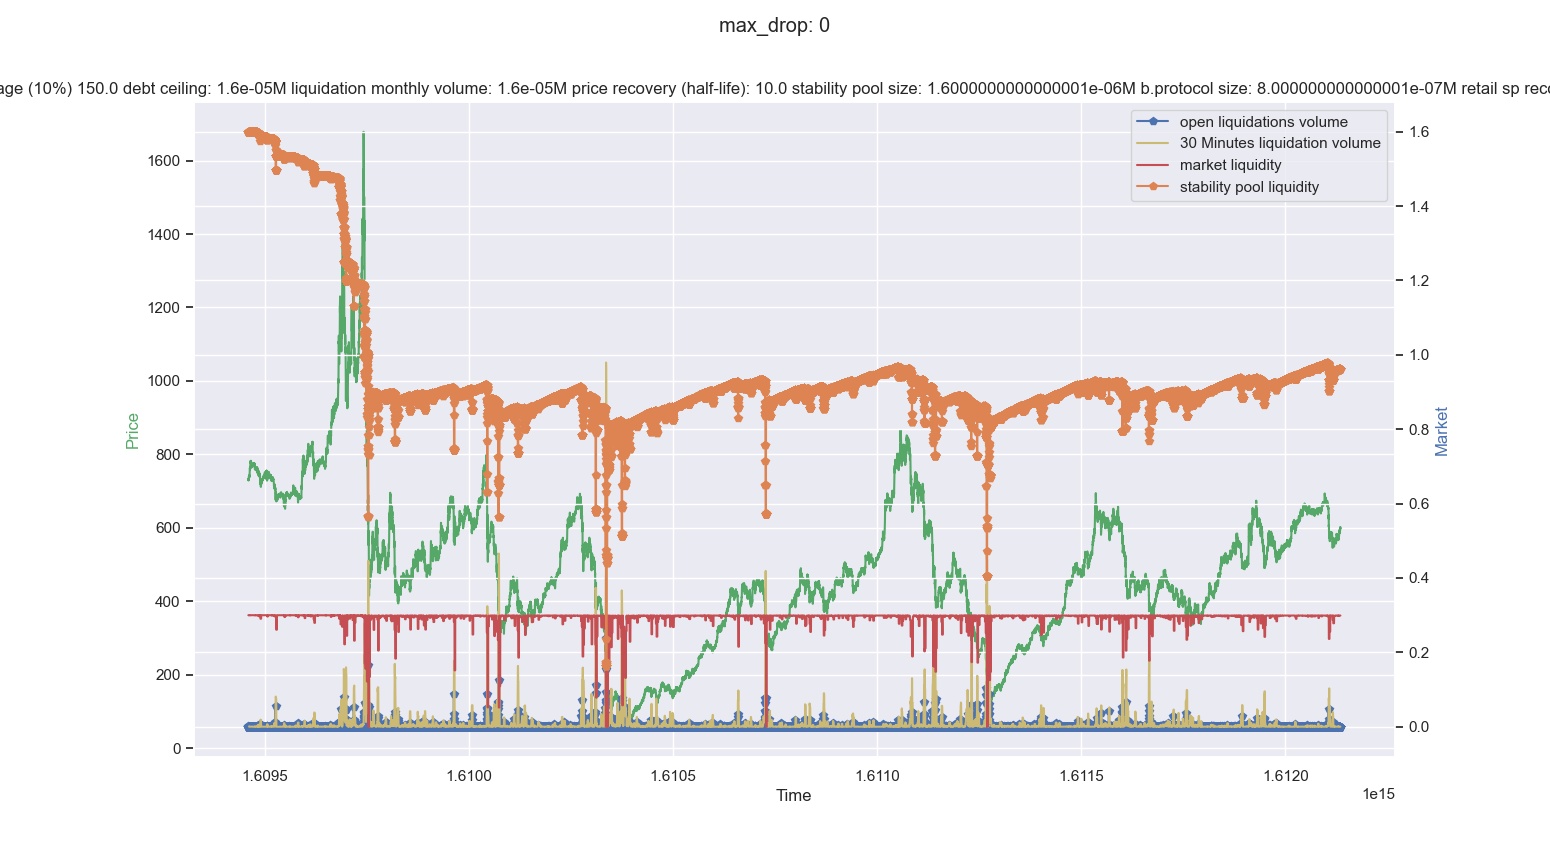 max_drop: 0
age (10%) 150.0 debt ceiling: 1.6e-05M liquidation monthly volume: 1.6e-05M price recovery (half-life): 10.0 stability pool size: 1.6000000000000001e-06M b.protocol size: 8.000000000000001e-07M retail sp reco
open liquidations volume
30 Minutes liquidation volume
market liquidity
stability pool liquidity
1600
1400
1200
1000
800
600
400
200
0
Price
1.6
1.4
1.2
1.0
0.8
0.6
0.4
0.2
0.0
Market
1.6095 1.6100 1.6105 1.6110 1.6115 1.6120
1e15
Time